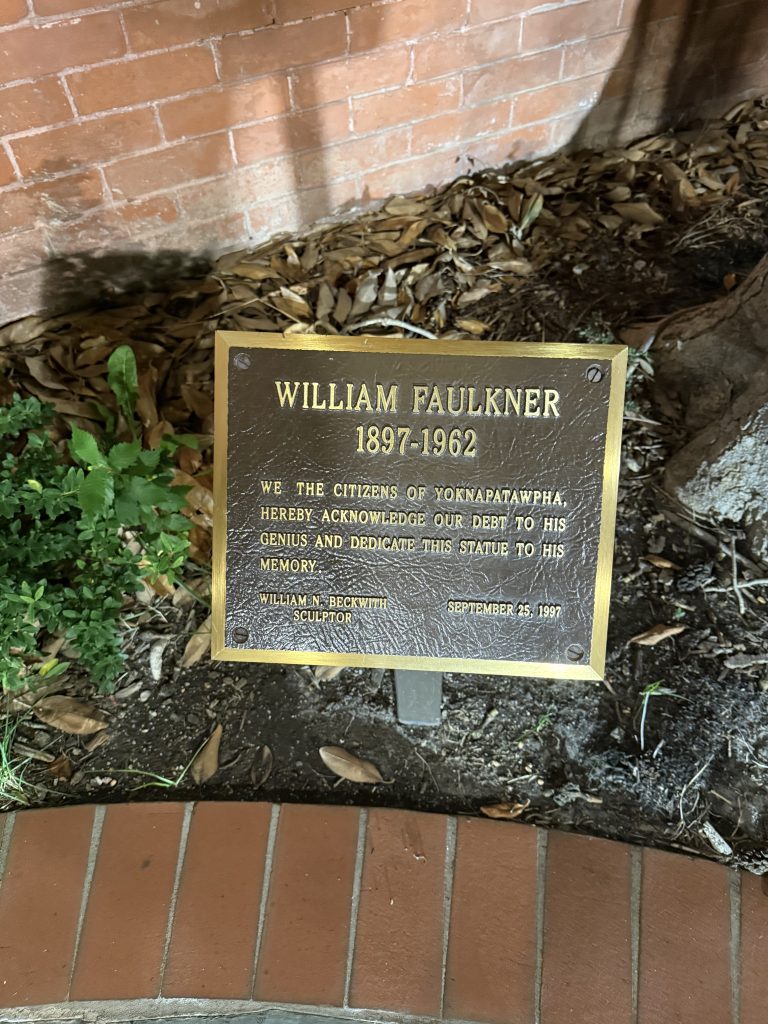 WILLIAM FAULKNER
1897-1962
WE THE CITIZENS OF YOKNAPATAWPHA,
HEREBY ACKNOWLEDGE OUR DEBT TO HIS
GENIUS AND DEDICATE THIS STATUE TO HIS
MEMORY.
WILLIAM N. BECKWITH SEPTEMBER 25, 1997
SCULPTOR